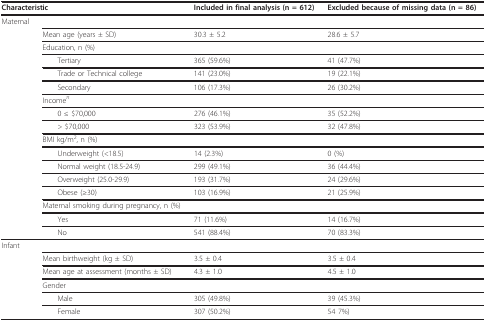 Characteristic Included in final analysis (n = 612) Excluded because of missing data (n = 86)
Maternal
Mean age (years ± SD) 30.3 ± 5.2 28.6 ± 5.7
Education, n (%)
Tertiary 365 (59.6%) 41 (47.7%)
Trade or Technical college 141 (23.0%) 19 (22.1%)
Secondary 106 (17.3%) 26 (30.2%)
Income
0 ≤ $70,000 276 (46.1%) 35 (52.2%)
> $70,000 323 (53.9%) 32 (47.8%)
BMI kg/m², n (%)
Underweight (<18.5) 14 (2.3%) 0 (%)
Normal weight (18.5-24.9) 299 (49.1%) 36 (44.4%)
Overweight (25.0-29.9) 193 (31.7%) 24 (29.6%)
Obese (≥30) 103 (16.9%) 21 (25.9%)
Maternal smoking during pregnancy, n (%)
Yes 71 (11.6%) 14 (16.7%)
No 541 (88.4%) 70 (83.3%)
Infant
Mean birthweight (kg ± SD) 3.5 ± 0.4 3.5 ± 0.4
Mean age at assessment (months ± SD) 4.3 ± 1.0 4.5 ± 1.0
Gender
Male 305 (49.8%) 39 (45.3%)
Female 307 (50.2%) 54 7%)